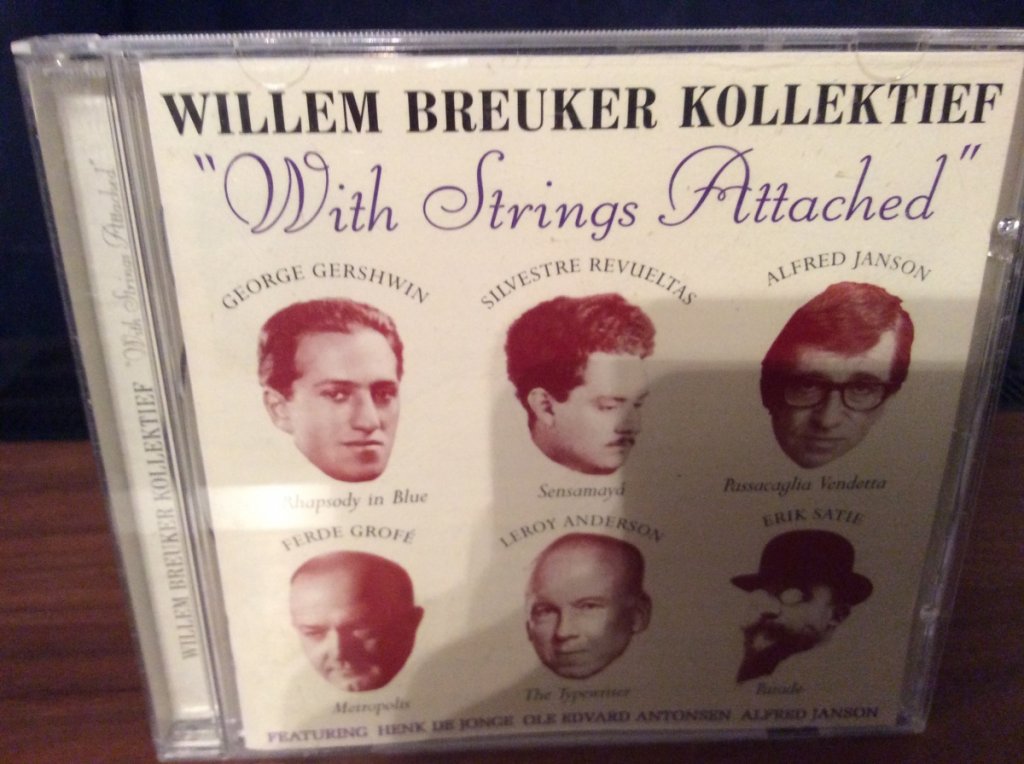 WILLEM BREUKER KOLLEKTIEF
"With Strings Attached"
GEORGE GERSHWIN
SILVESTRE REVUELTAS
ALFRED JANSON
Rhapsody in Blue
Sensamayá
Passacaglia Vendetta
FERDE GROFÉ
LEROY ANDERSON
ERIK SATIE
Metropolis
The Typewriter
Parade
FEATURING HENK DE JONGE OLE EDVARD ANTONSEN ALFRED JANSON
WILLEM BREUKER KOLLEKTIEF "With Strings Attached"